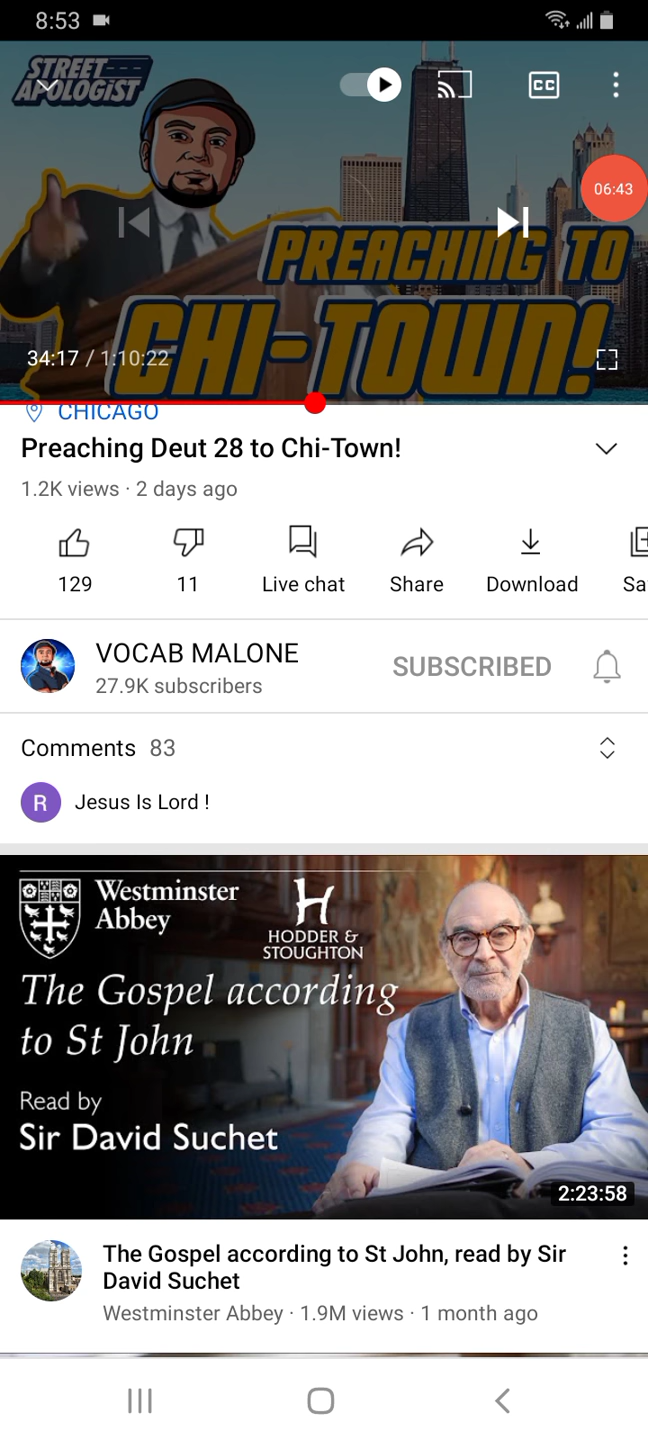 8:53
STREET
APOLOGIST
CC
06:43
PREACHING TO
CHI-TOWN!
34:17 / 1:10:22
CHICAGO
Preaching Deut 28 to Chi-Town!
1.2K views · 2 days ago
129
11
Live chat
Share
Download
Sa
VOCAB MALONE
SUBSCRIBED
27.9K subscribers
Comments 83
R
Jesus Is Lord !
Westminster
Abbey
H
HODDER &
STOUGHTON
The Gospel according
to St John
Read by
Sir David Suchet
2:23:58
The Gospel according to St John, read by Sir
David Suchet
Westminster Abbey · 1.9M views · 1 month ago